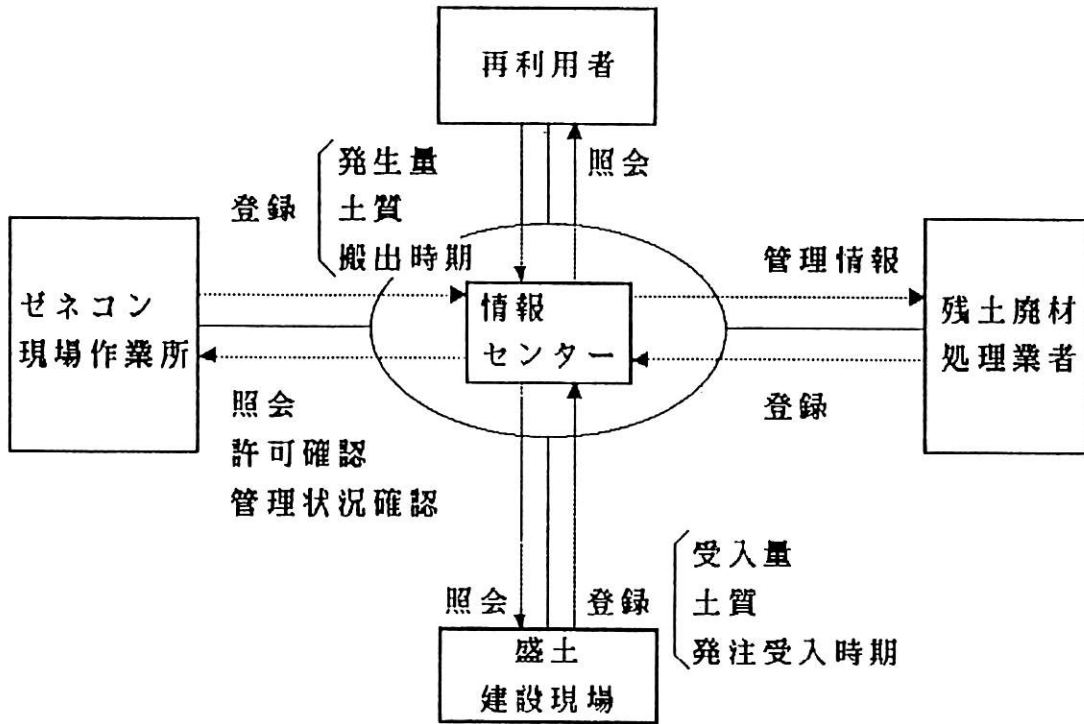 再利用者
照会
登録
発生量
土質
搬出時期
ゼネコン
現場作業所
情報
センター
管理情報
残土廃材
処理業者
登録
照会
許可確認
管理状況確認
照会
登録
受入量
土質
発注受入時期
盛土
建設現場